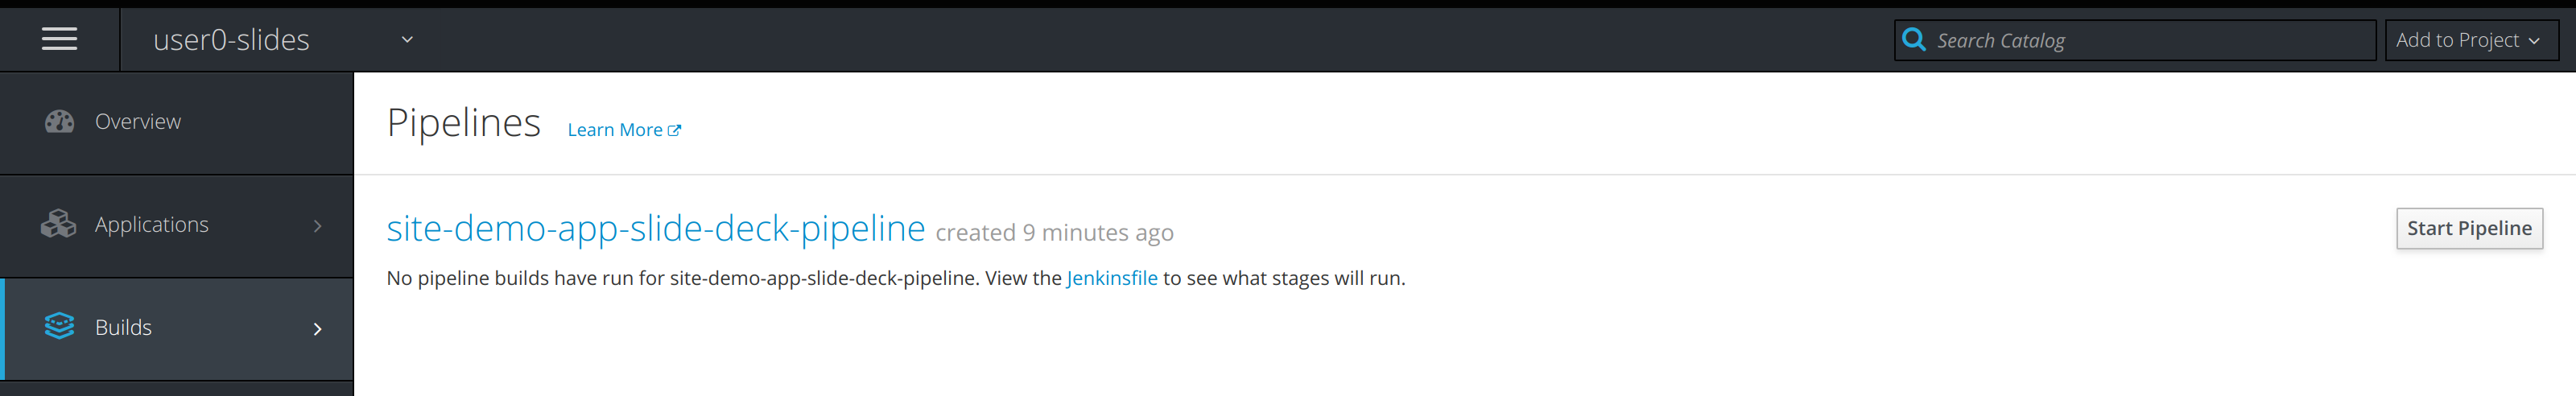 user0-slides
Search Catalog
Add to Project
Overview
Applications
Builds
Pipelines Learn More
site-demo-app-slide-deck-pipeline created 9 minutes ago
Start Pipeline
No pipeline builds have run for site-demo-app-slide-deck-pipeline. View the Jenkinsfile to see what stages will run.